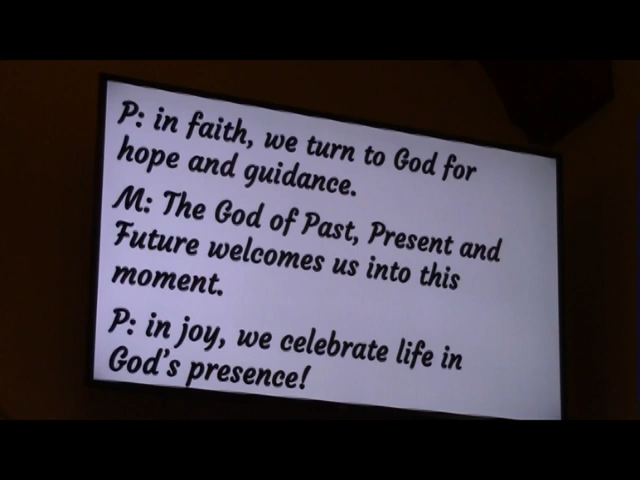 P: in faith, we turn to God for
hope and guidance.
M: The God of Past, Present and
Future welcomes us into this
moment.
P: in joy, we celebrate life in
God's presence!